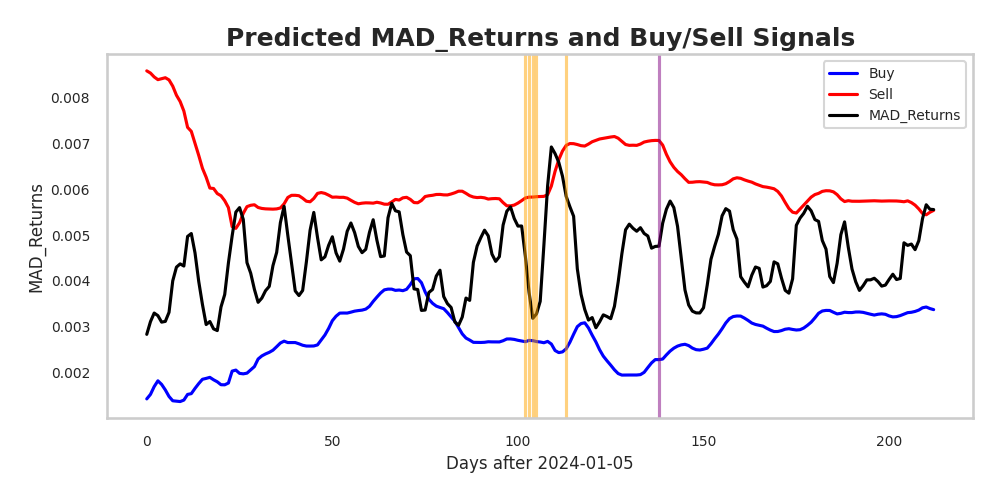 Predicted MAD_Returns and Buy/Sell Signals
Buy
Sell
MAD_Returns
0.008
0.007
0.006
0.005
0.004
0.003
0.002
MAD_Returns
0 50 100 150 200
Days after 2024-01-05